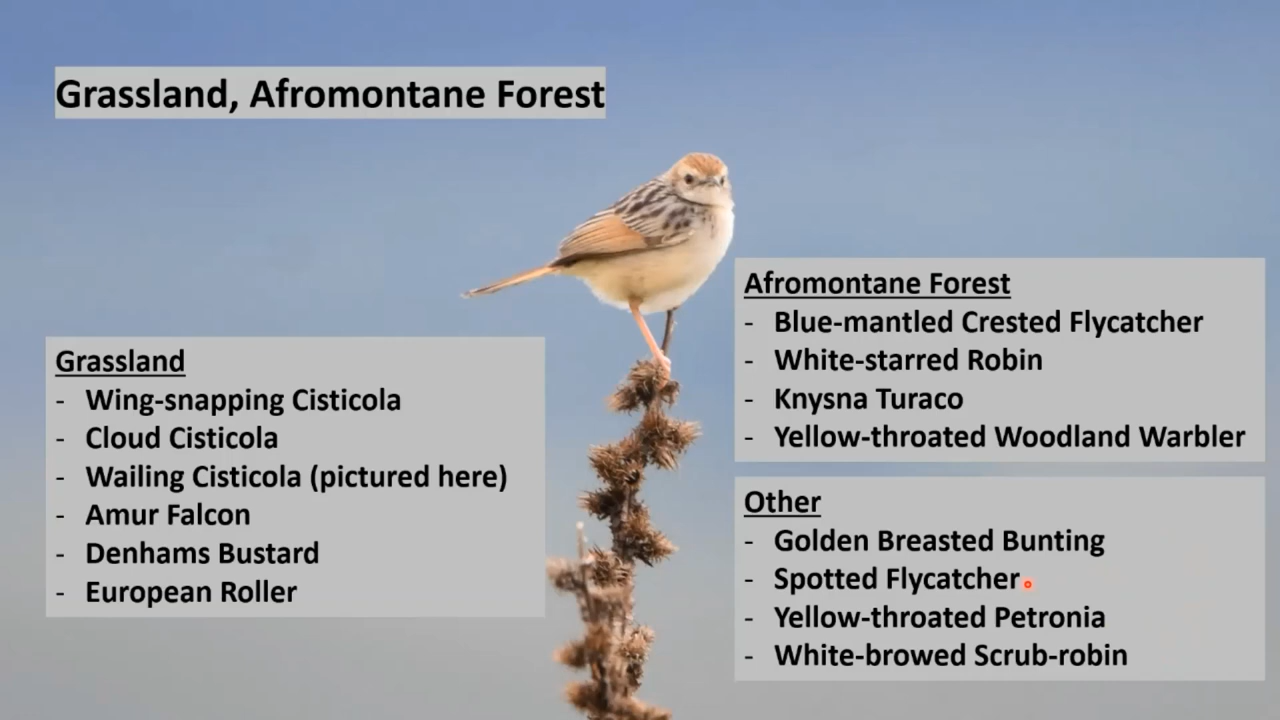 Grassland, Afromontane Forest
Grassland
- Wing-snapping Cisticola
- Cloud Cisticola
- Wailing Cisticola (pictured here)
- Amur Falcon
- Denhams Bustard
- European Roller
Afromontane Forest
- Blue-mantled Crested Flycatcher
- White-starred Robin
- Knysna Turaco
- Yellow-throated Woodland Warbler
Other
- Golden Breasted Bunting
- Spotted Flycatcher
- Yellow-throated Petronia
- White-browed Scrub-robin